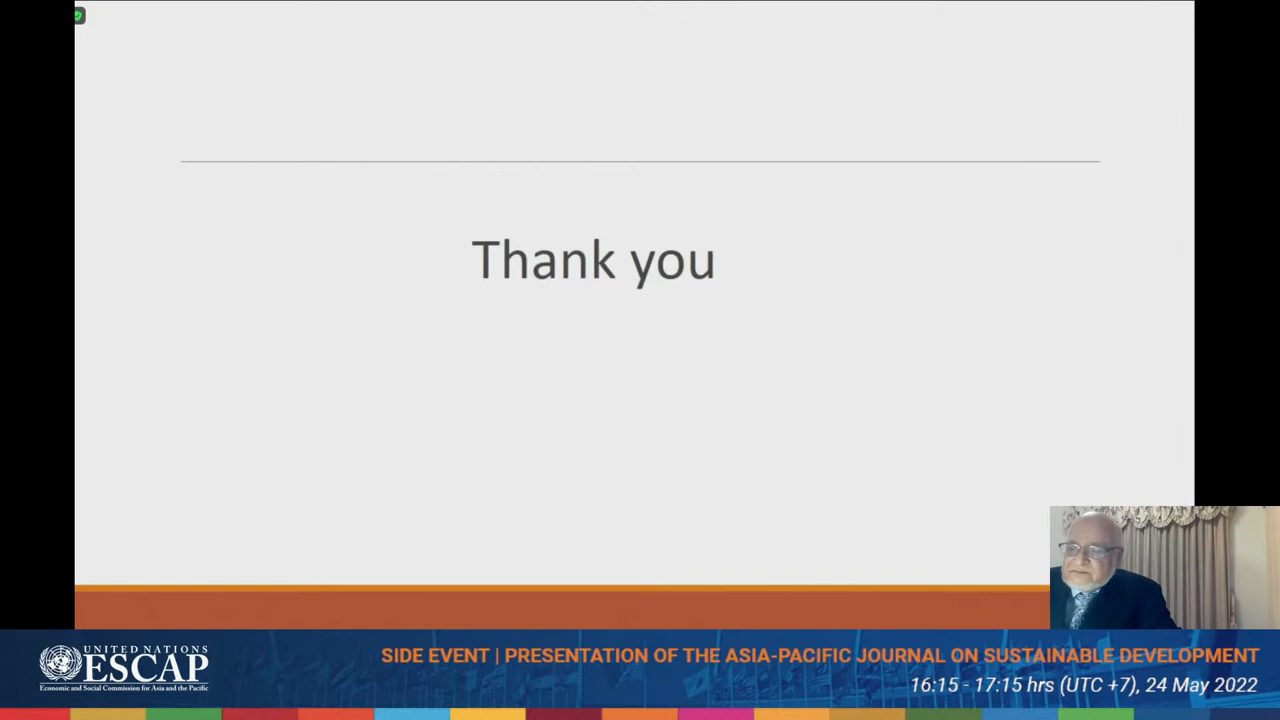 Thank you
UNITED NATIONS
ESCAP
Economic and Social Commission for Asia and the Pacific
SIDE EVENT | PRESENTATION OF THE ASIA-PACIFIC JOURNAL ON SUSTAINABLE DEVELOPMENT
16:15 - 17:15 hrs (UTC +7), 24 May 2022